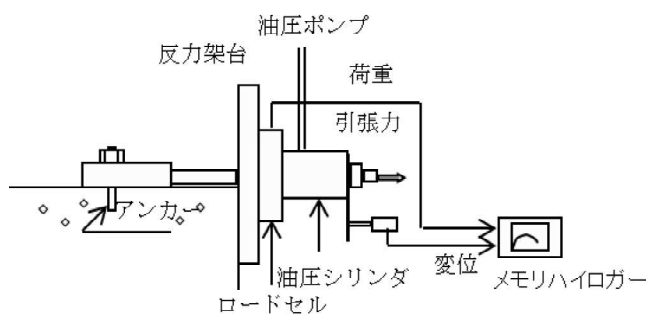 油圧ポンプ
反力架台
荷重
引張力
アンカー
油圧シリンダ
変位
メモリハイロガー
ロードセル